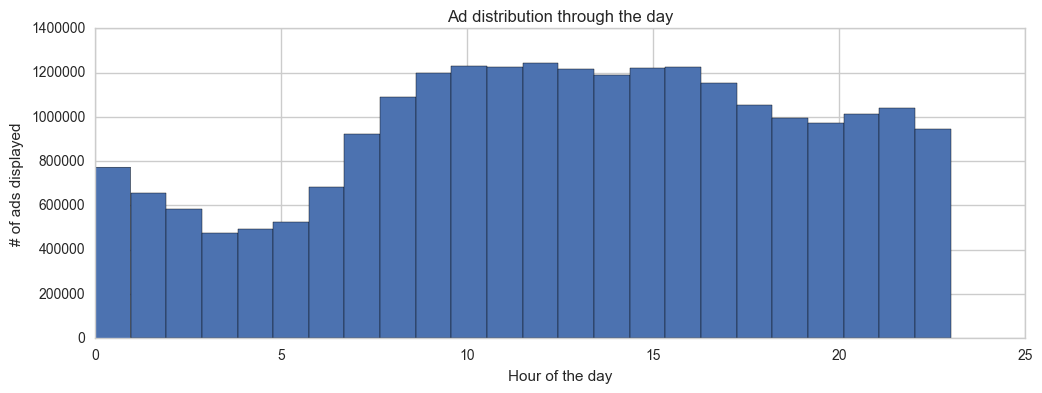 Ad distribution through the day
1400000
1200000
1000000
800000
600000
400000
200000
0
# of ads displayed
0 5 10 15 20 25
Hour of the day